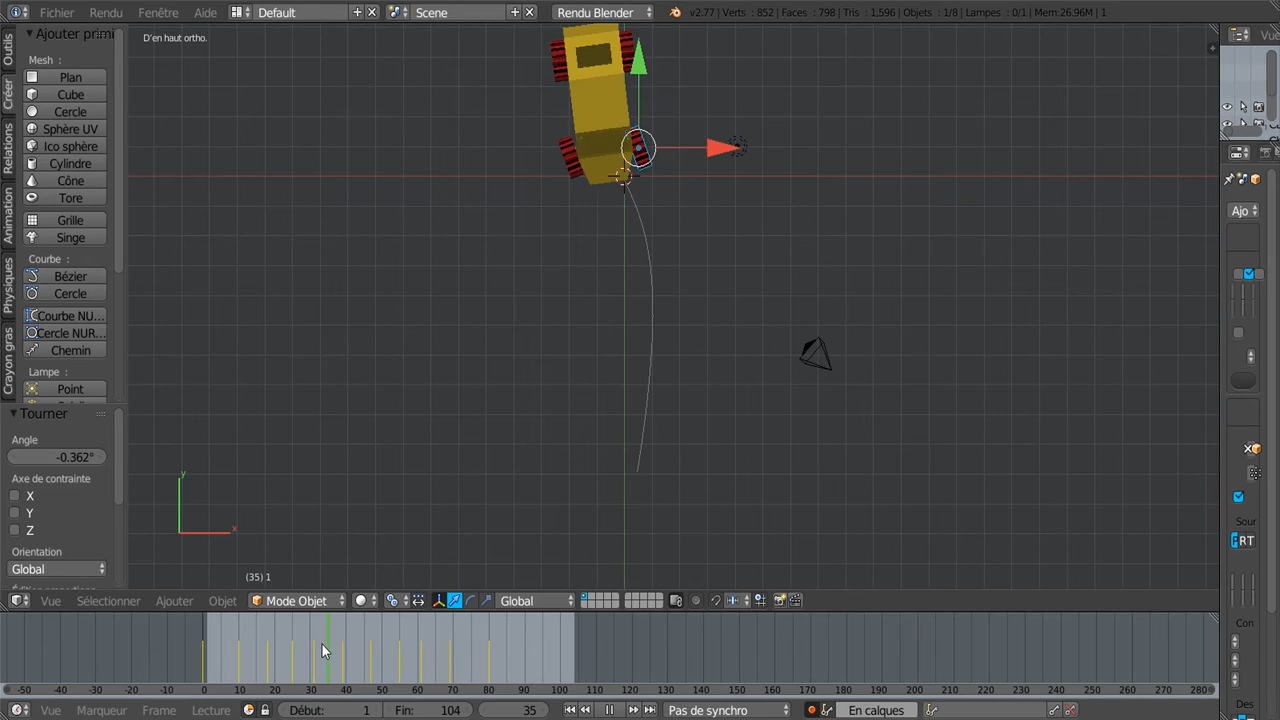 Fichier Rendu Fenêtre Aide Default Scene Rendu Blender v2.77 | Verts : 852 | Faces : 798 | Tris : 1,596 | Objets : 1/8 | Lampes : 0/1 | Mem:26.96M | 1
Outils
Créer
Relations
Animation
Physiques
Crayon gras
Ajouter primi
Mesh :
Plan
Cube
Cercle
Sphère UV
Ico sphère
Cylindre
Cône
Tore
Grille
Singe
Courbe :
Bézier
Cercle
Courbe NU...
Cercle NUR...
Chemin
Lampe :
Point
Tourner
Angle
-0.362°
Axe de contrainte
X
Y
Z
Orientation
Global
D'en haut ortho.
y
x
(35) 1
Vue
Ajo
Sour
RT
Con
Des
Vue Sélectionner Ajouter Objet Mode Objet Global
-50 -40 -30 -20 -10 0 10 20 30 40 50 60 70 80 90 100 110 120 130 140 150 160 170 180 190 200 210 220 230 240 250 260 270 280
Vue Marqueur Frame Lecture Début: 1 Fin: 104 35 Pas de synchro En calques